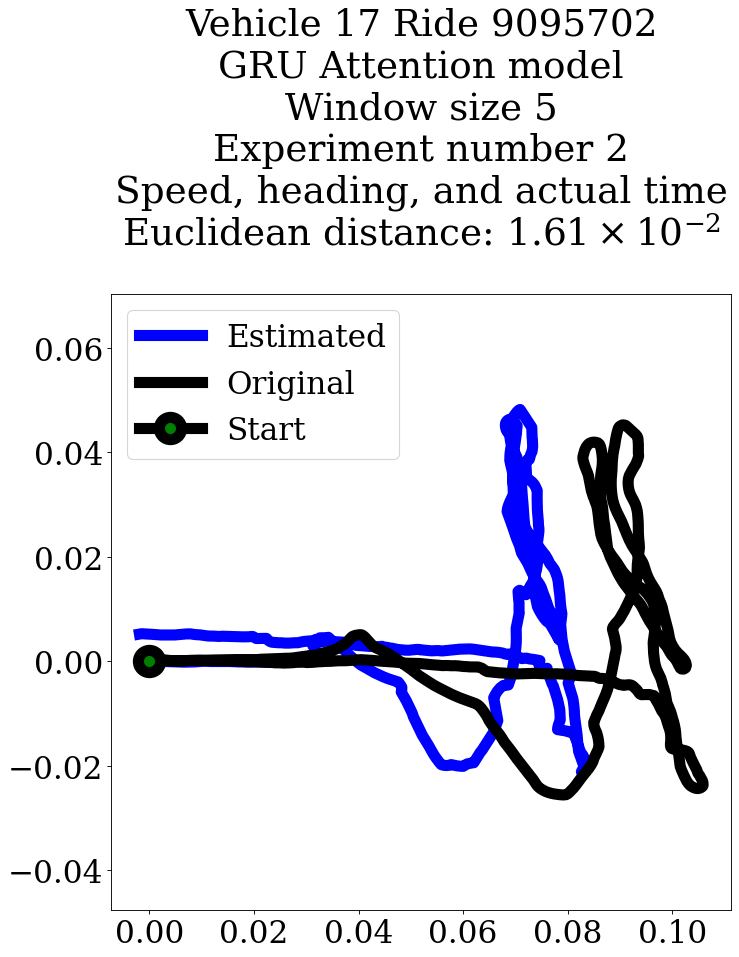 Vehicle 17 Ride 9095702
GRU Attention model
Window size 5
Experiment number 2
Speed, heading, and actual time
Euclidean distance: 1.61 × 10⁻²
Estimated
Original
Start
0.06
0.04
0.02
0.00
−0.02
−0.04
0.00 0.02 0.04 0.06 0.08 0.10